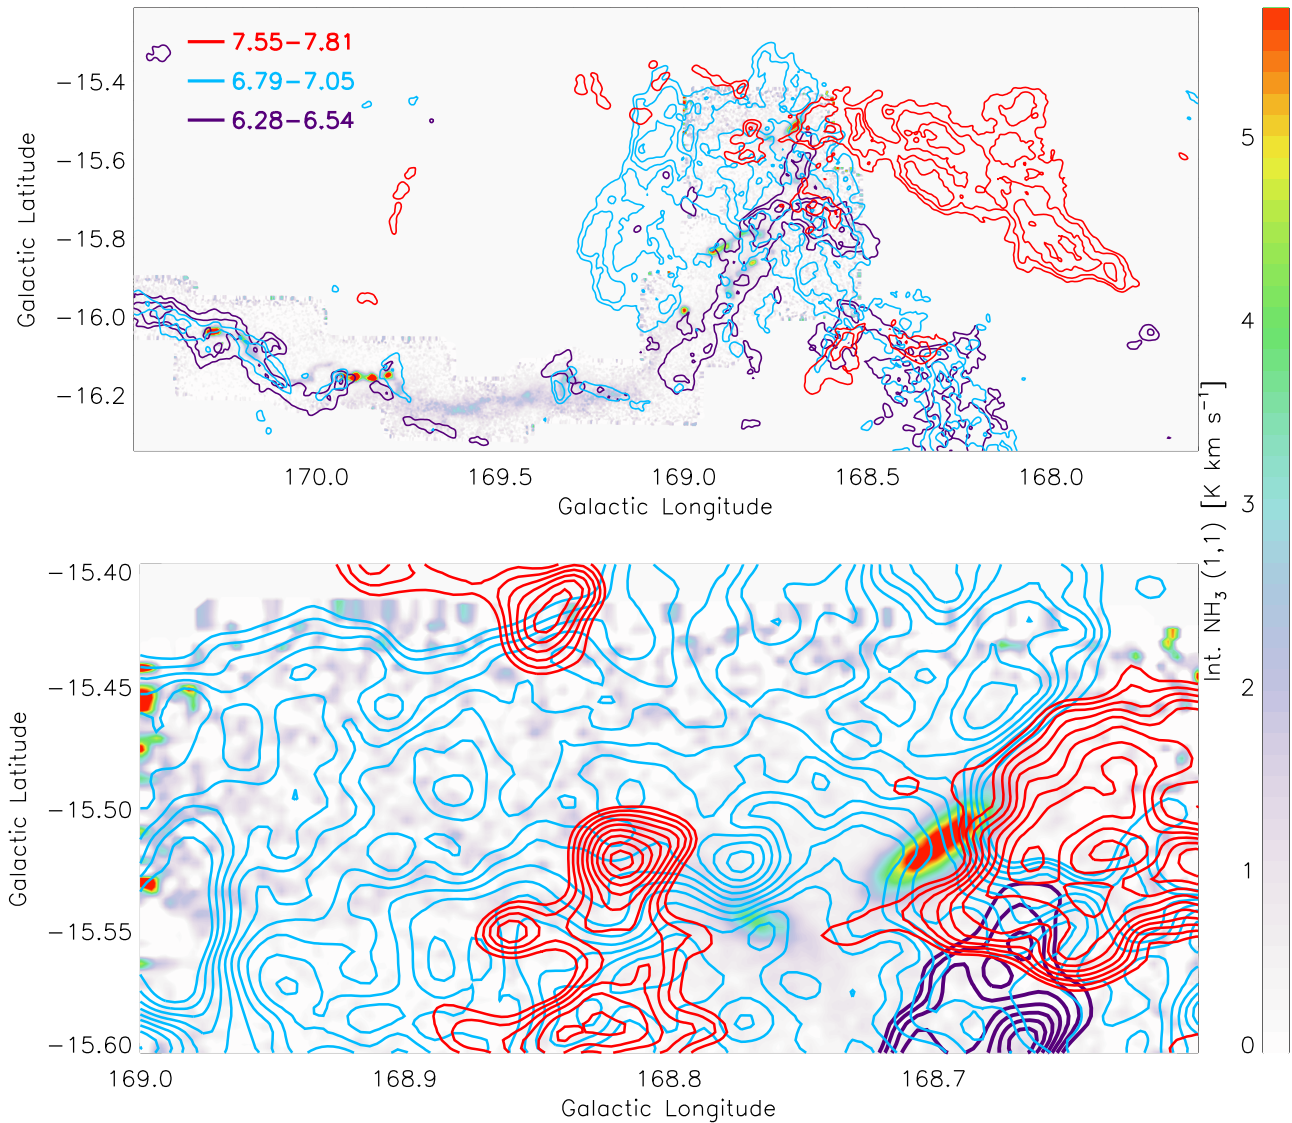 7.55−7.81
6.79−7.05
6.28−6.54
−15.4
−15.6
−15.8
−16.0
−16.2
Galactic Latitude
170.0 169.5 169.0 168.5 168.0
Galactic Longitude
−15.40
−15.45
−15.50
−15.55
−15.60
Galactic Latitude
169.0 168.9 168.8 168.7
Galactic Longitude
Int. NH₃(1,1) [K km s⁻¹]
5
4
3
2
1
0